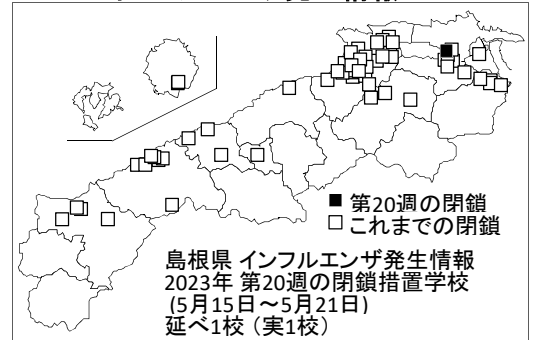 ■ 第20週の閉鎖
□ これまでの閉鎖
島根県 インフルエンザ発生情報
2023年 第20週の閉鎖措置学校
(5月15日～5月21日)
延べ1校（実1校）